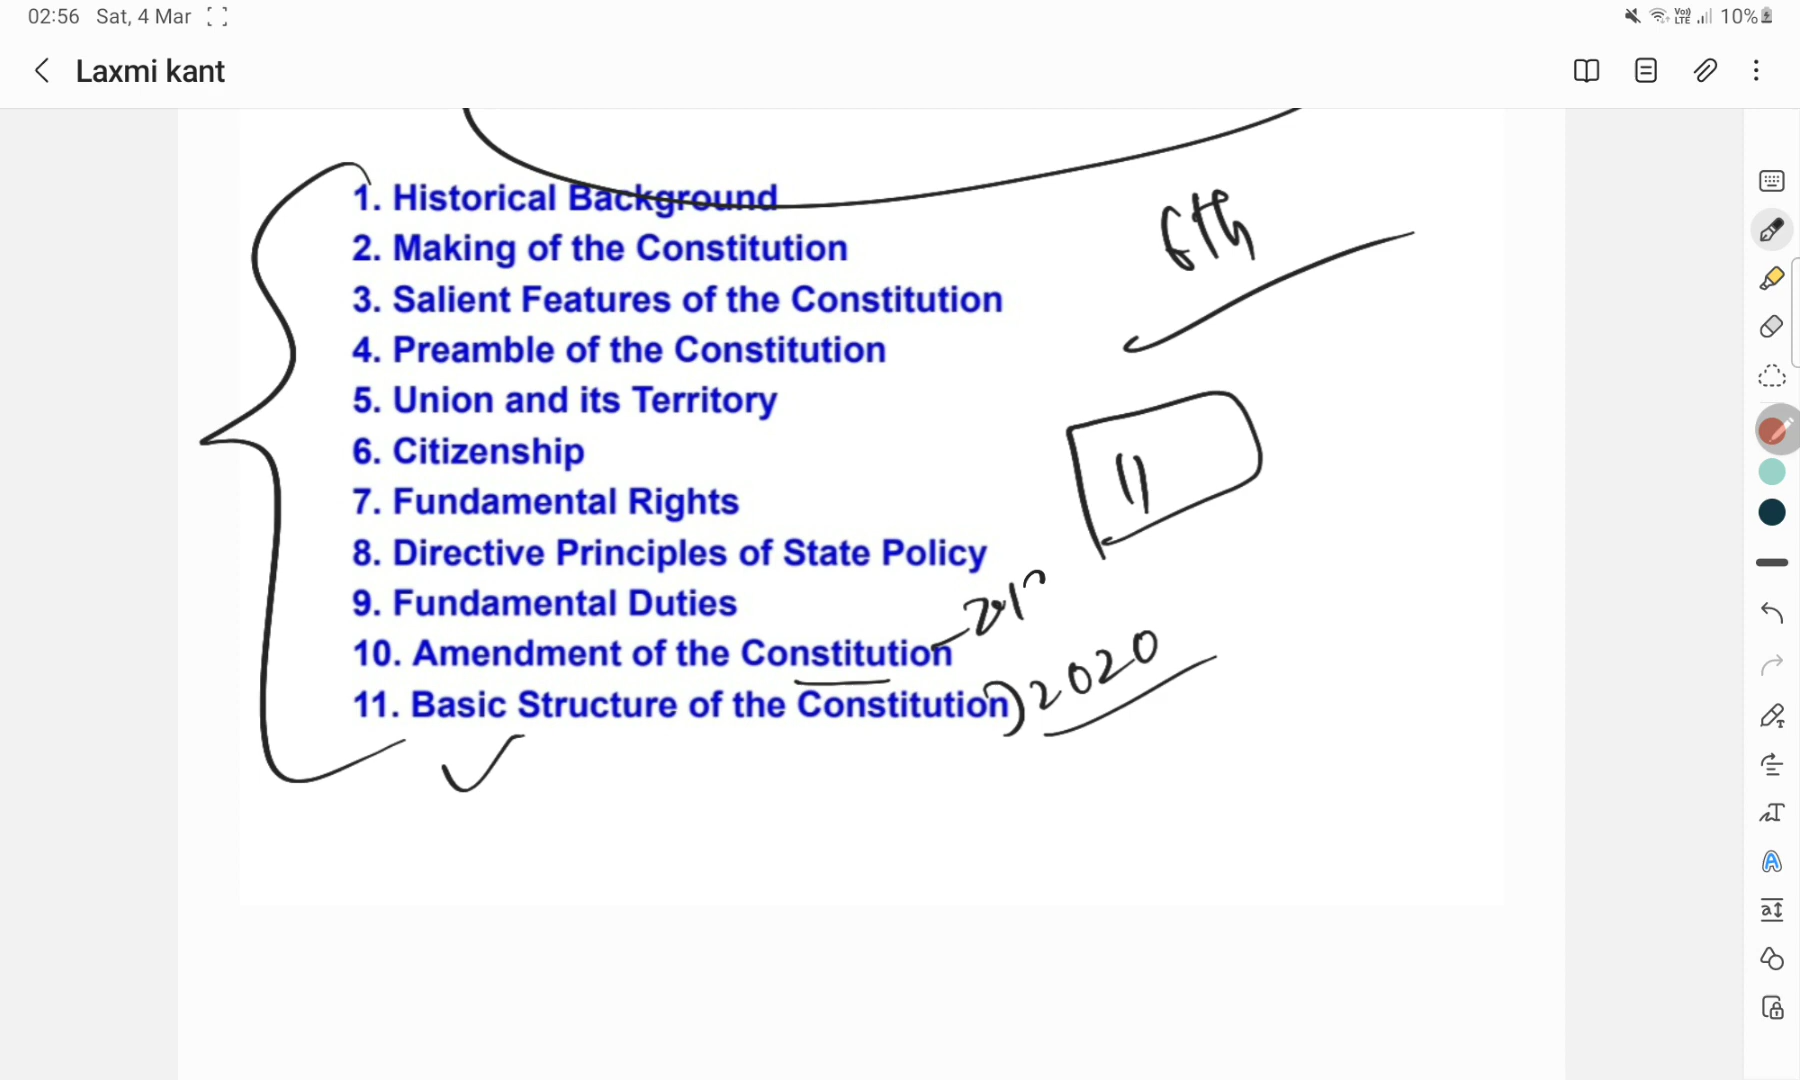 02:56 Sat, 4 Mar
Vo)) LTE 10%
Laxmi kant
1. Historical Background
2. Making of the Constitution
6th
3. Salient Features of the Constitution
4. Preamble of the Constitution
5. Union and its Territory
6. Citizenship
11
7. Fundamental Rights
8. Directive Principles of State Policy
9. Fundamental Duties
10. Amendment of the Constitution
11. Basic Structure of the Constitution
2020